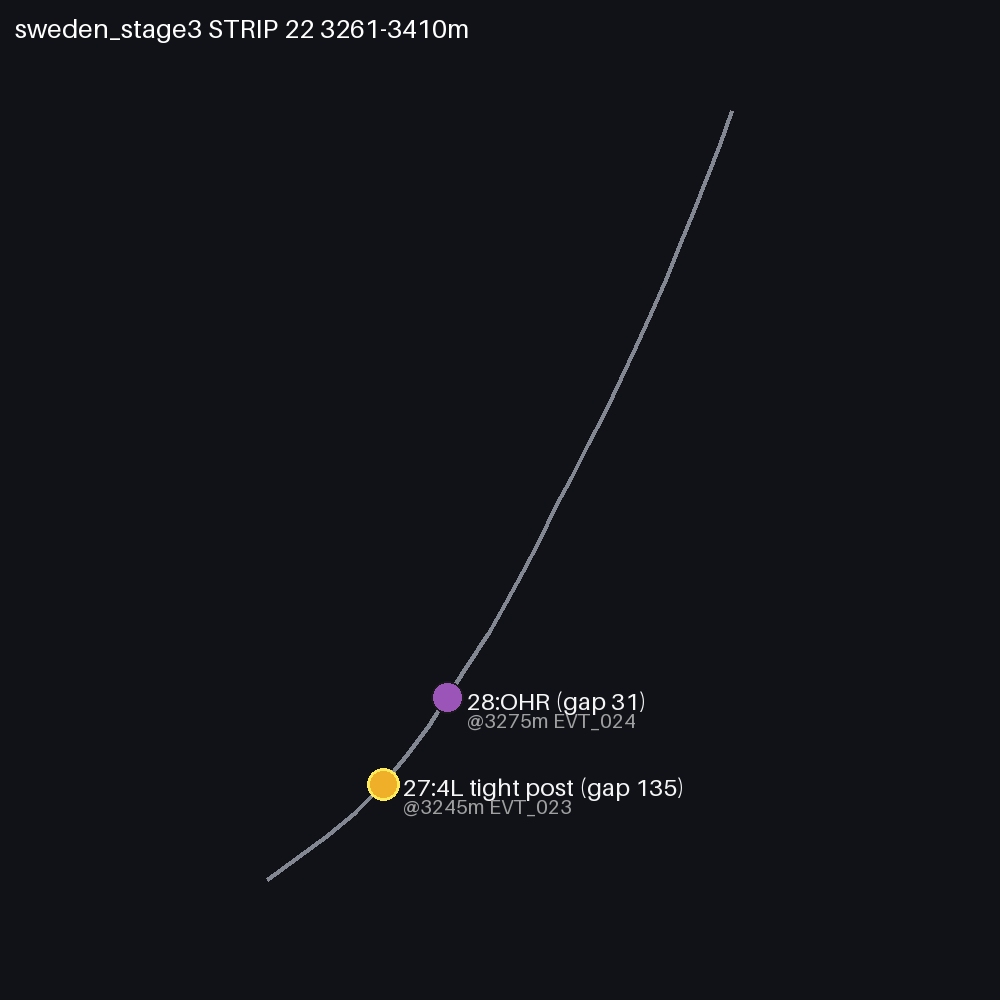 sweden_stage3 STRIP 22 3261-3410m
28:OHR (gap 31)
@3275m EVT_024
27:4L tight post (gap 135)
@3245m EVT_023